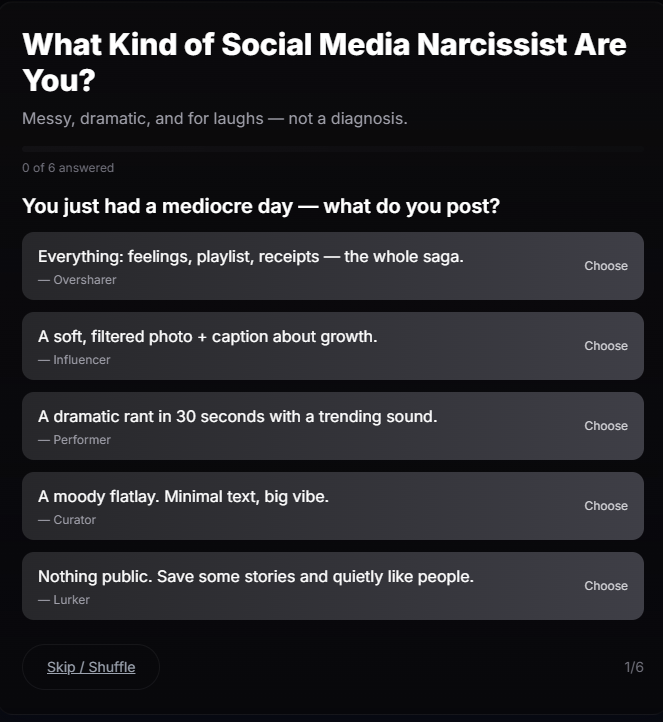 What Kind of Social Media Narcissist Are
You?
Messy, dramatic, and for laughs — not a diagnosis.
0 of 6 answered
You just had a mediocre day — what do you post?
Everything: feelings, playlist, receipts — the whole saga.
— Oversharer
Choose
A soft, filtered photo + caption about growth.
— Influencer
Choose
A dramatic rant in 30 seconds with a trending sound.
— Performer
Choose
A moody flatlay. Minimal text, big vibe.
— Curator
Choose
Nothing public. Save some stories and quietly like people.
— Lurker
Choose
Skip / Shuffle
1/6